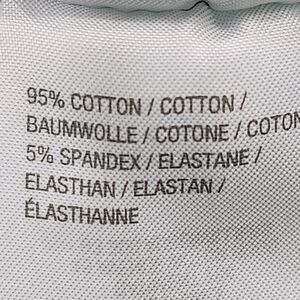 95% COTTON / COTTON /
BAUMWOLLE / COTONE / COTON
5% SPANDEX / ELASTANE /
ELASTHAN / ELASTAN /
ÉLASTHANNE